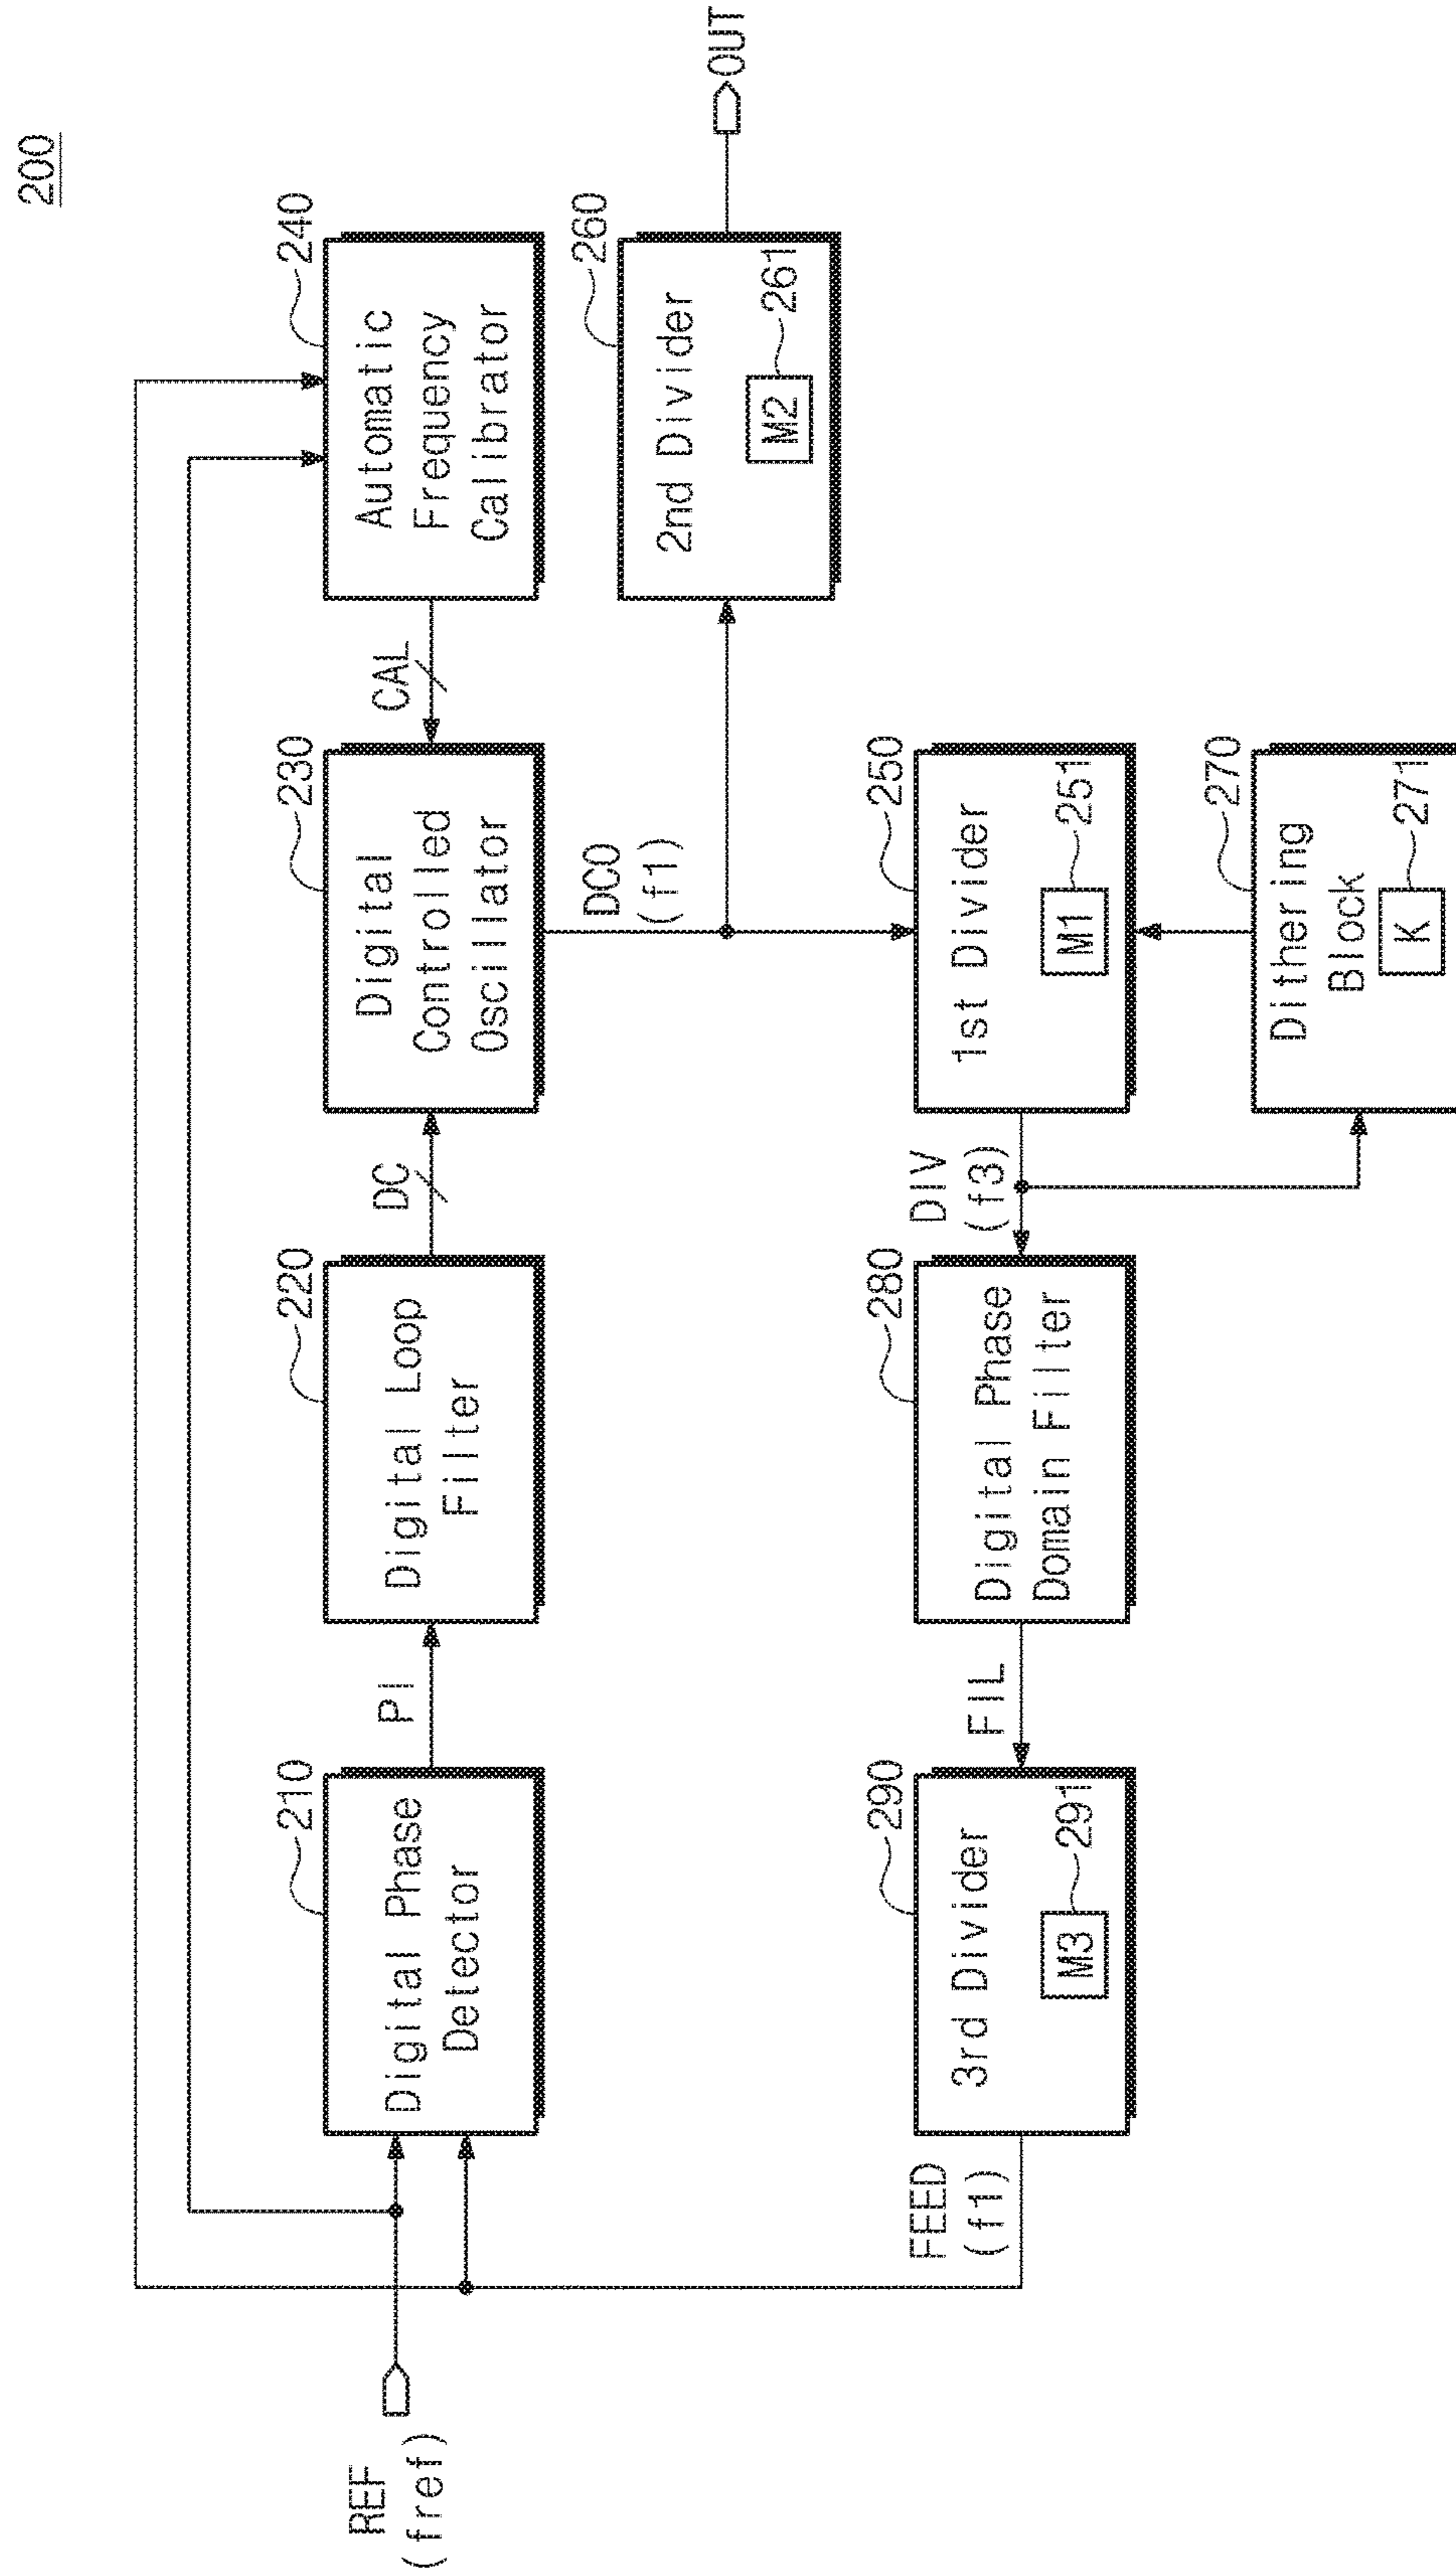 200
REF
(fref)
210
Digital Phase
Detector
PI
220
Digital Loop
Filter
DC
230
Digital
Controlled
Oscillator
CAL
240
Automatic
Frequency
Calibrator
DCO
(f1)
260
2nd Divider
M2
261
OUT
FEED
(f1)
290
3rd Divider
M3
291
FIL
280
Digital Phase
Domain Filter
DIV
(f3)
250
1st Divider
M1
251
270
Dithering
Block
K
271